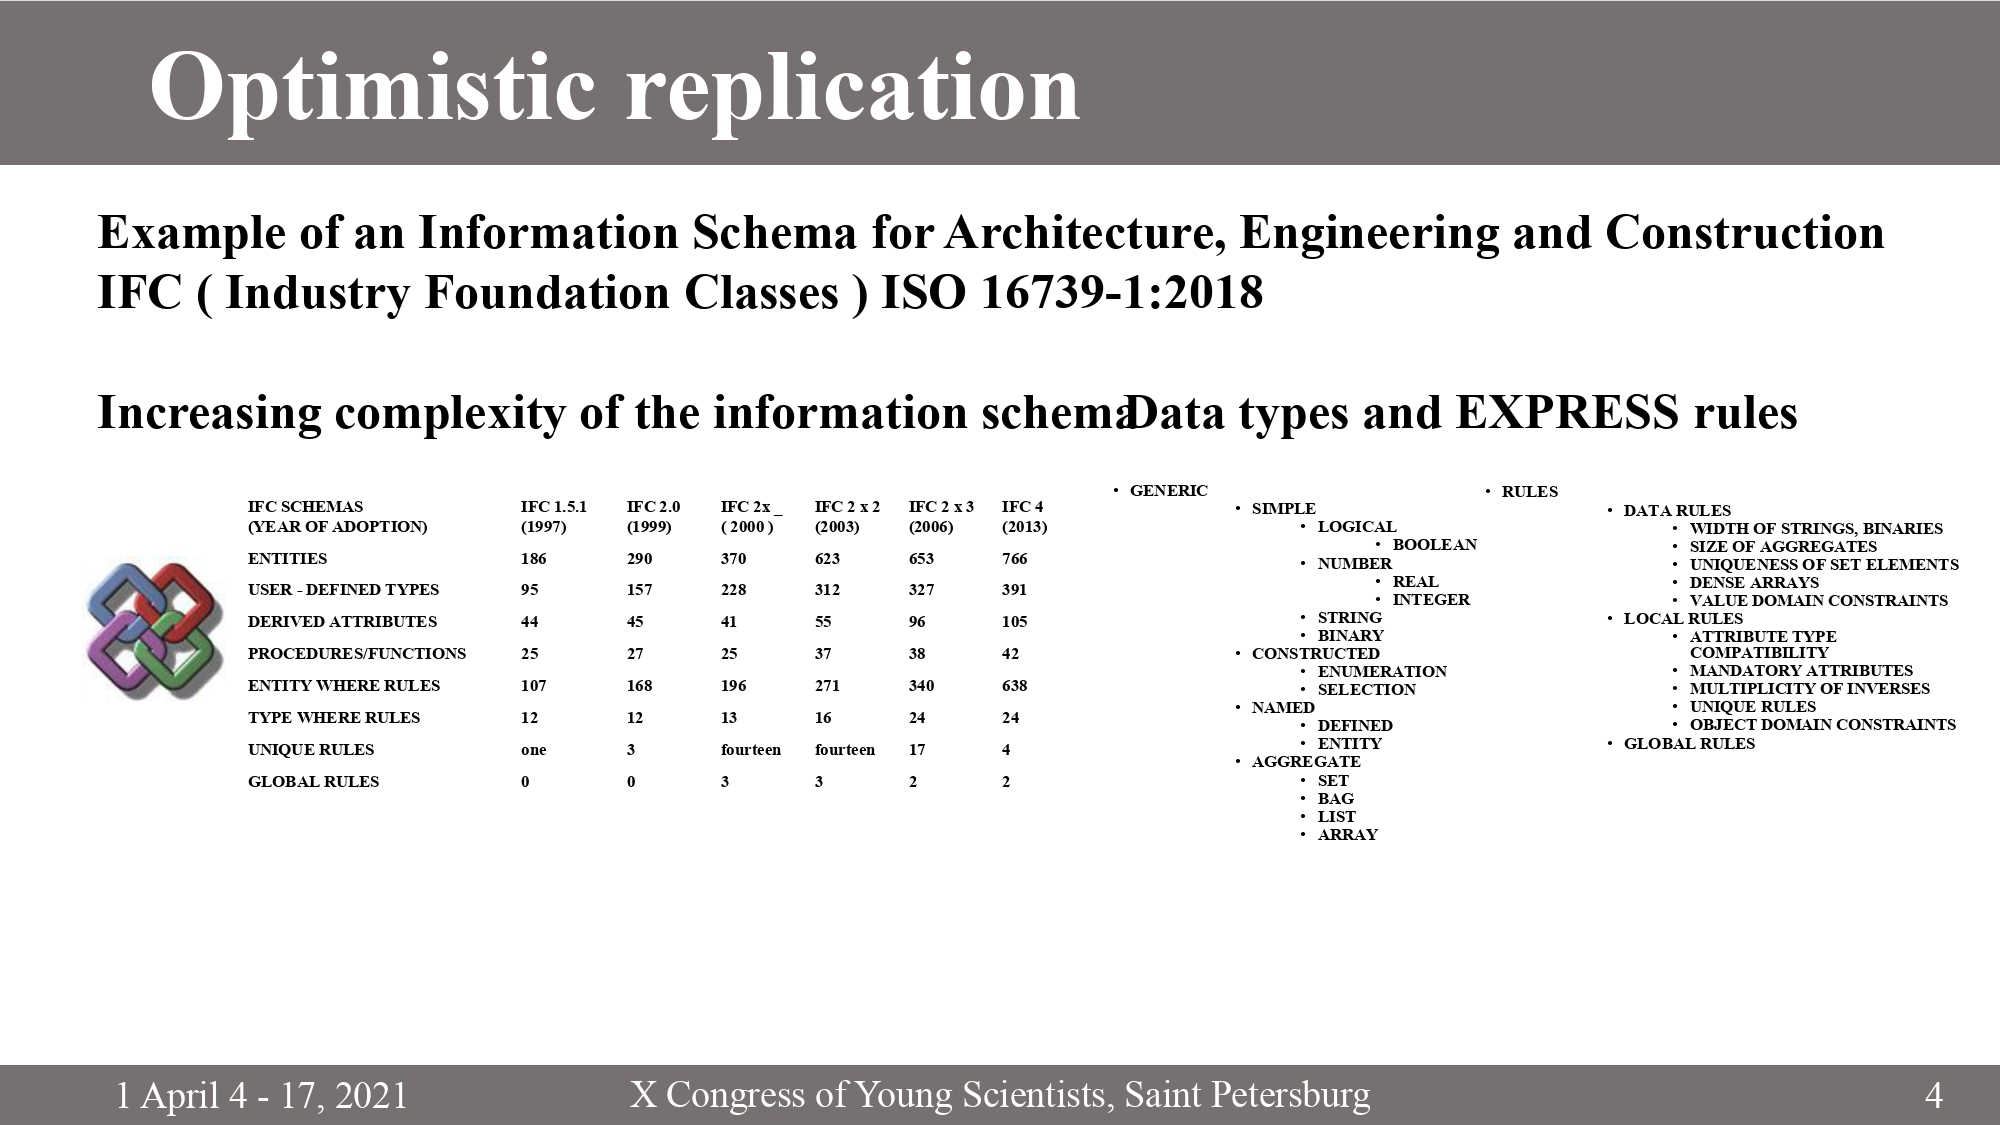 Optimistic replication
Example of an Information Schema for Architecture, Engineering and Construction
IFC ( Industry Foundation Classes ) ISO 16739-1:2018
Increasing complexity of the information schema
IFC SCHEMAS (YEAR OF ADOPTION) IFC 1.5.1 (1997) IFC 2.0 (1999) IFC 2x _ ( 2000 ) IFC 2 x 2 (2003) IFC 2 x 3 (2006) IFC 4 (2013)
ENTITIES 186 290 370 623 653 766
USER - DEFINED TYPES 95 157 228 312 327 391
DERIVED ATTRIBUTES 44 45 41 55 96 105
PROCEDURES/FUNCTIONS 25 27 25 37 38 42
ENTITY WHERE RULES 107 168 196 271 340 638
TYPE WHERE RULES 12 12 13 16 24 24
UNIQUE RULES one 3 fourteen fourteen 17 4
GLOBAL RULES 0 0 3 3 2 2
Data types and EXPRESS rules
• GENERIC
• SIMPLE
• LOGICAL
• BOOLEAN
• NUMBER
• REAL
• INTEGER
• STRING
• BINARY
• CONSTRUCTED
• ENUMERATION
• SELECTION
• NAMED
• DEFINED
• ENTITY
• AGGREGATE
• SET
• BAG
• LIST
• ARRAY
• RULES
• DATA RULES
• WIDTH OF STRINGS, BINARIES
• SIZE OF AGGREGATES
• UNIQUENESS OF SET ELEMENTS
• DENSE ARRAYS
• VALUE DOMAIN CONSTRAINTS
• LOCAL RULES
• ATTRIBUTE TYPE
COMPATIBILITY
• MANDATORY ATTRIBUTES
• MULTIPLICITY OF INVERSES
• UNIQUE RULES
• OBJECT DOMAIN CONSTRAINTS
• GLOBAL RULES
1 April 4 - 17, 2021
X Congress of Young Scientists, Saint Petersburg
4